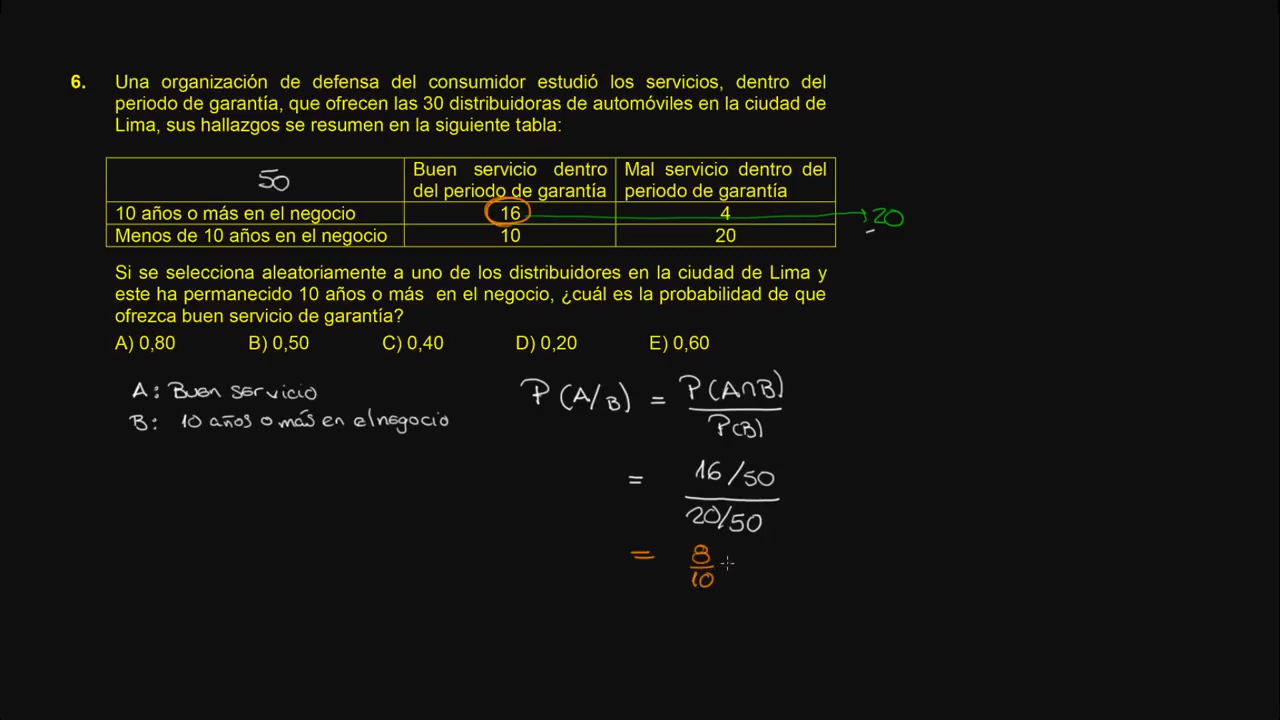 6. Una organización de defensa del consumidor estudió los servicios, dentro del
periodo de garantía, que ofrecen las 30 distribuidoras de automóviles en la ciudad de
Lima, sus hallazgos se resumen en la siguiente tabla:
50
Buen servicio dentro
del periodo de garantía
Mal servicio dentro del
periodo de garantía
10 años o más en el negocio 16 4 → 20
Menos de 10 años en el negocio 10 20
Si se selecciona aleatoriamente a uno de los distribuidores en la ciudad de Lima y
este ha permanecido 10 años o más en el negocio, ¿cuál es la probabilidad de que
ofrezca buen servicio de garantía?
A) 0,80 B) 0,50 C) 0,40 D) 0,20 E) 0,60
A: Buen servicio
B: 10 años o más en el negocio
P(A/B) = P(A∩B)
P(B)
= 16/50
20/50
= 8
10